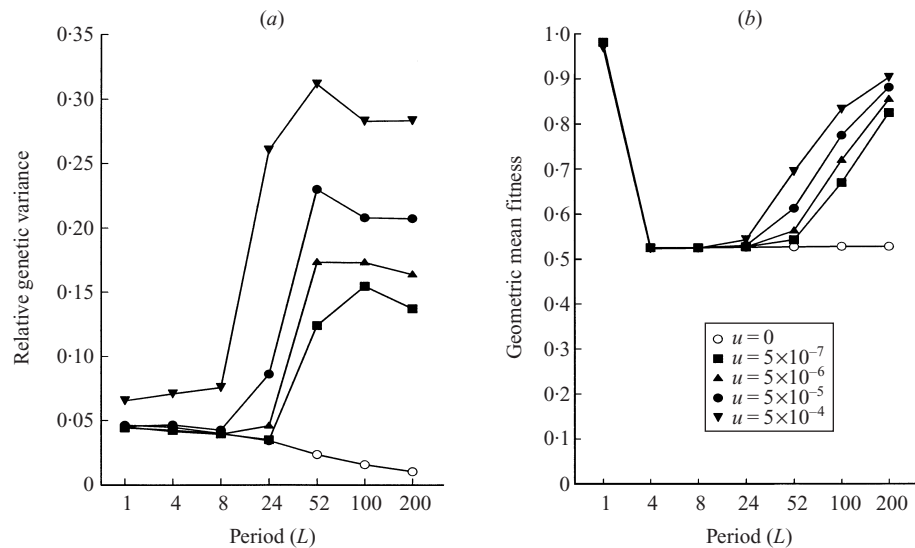 (a)
Relative genetic variance
0·35
0·30
0·25
0·20
0·15
0·10
0·05
0
1 4 8 24 52 100 200
Period (L)
(b)
Geometric mean fitness
1·0
0·9
0·8
0·7
0·6
0·5
0·4
0·3
0·2
0·1
0
1 4 8 24 52 100 200
Period (L)
u = 0
u = 5×10⁻⁷
u = 5×10⁻⁶
u = 5×10⁻⁵
u = 5×10⁻⁴